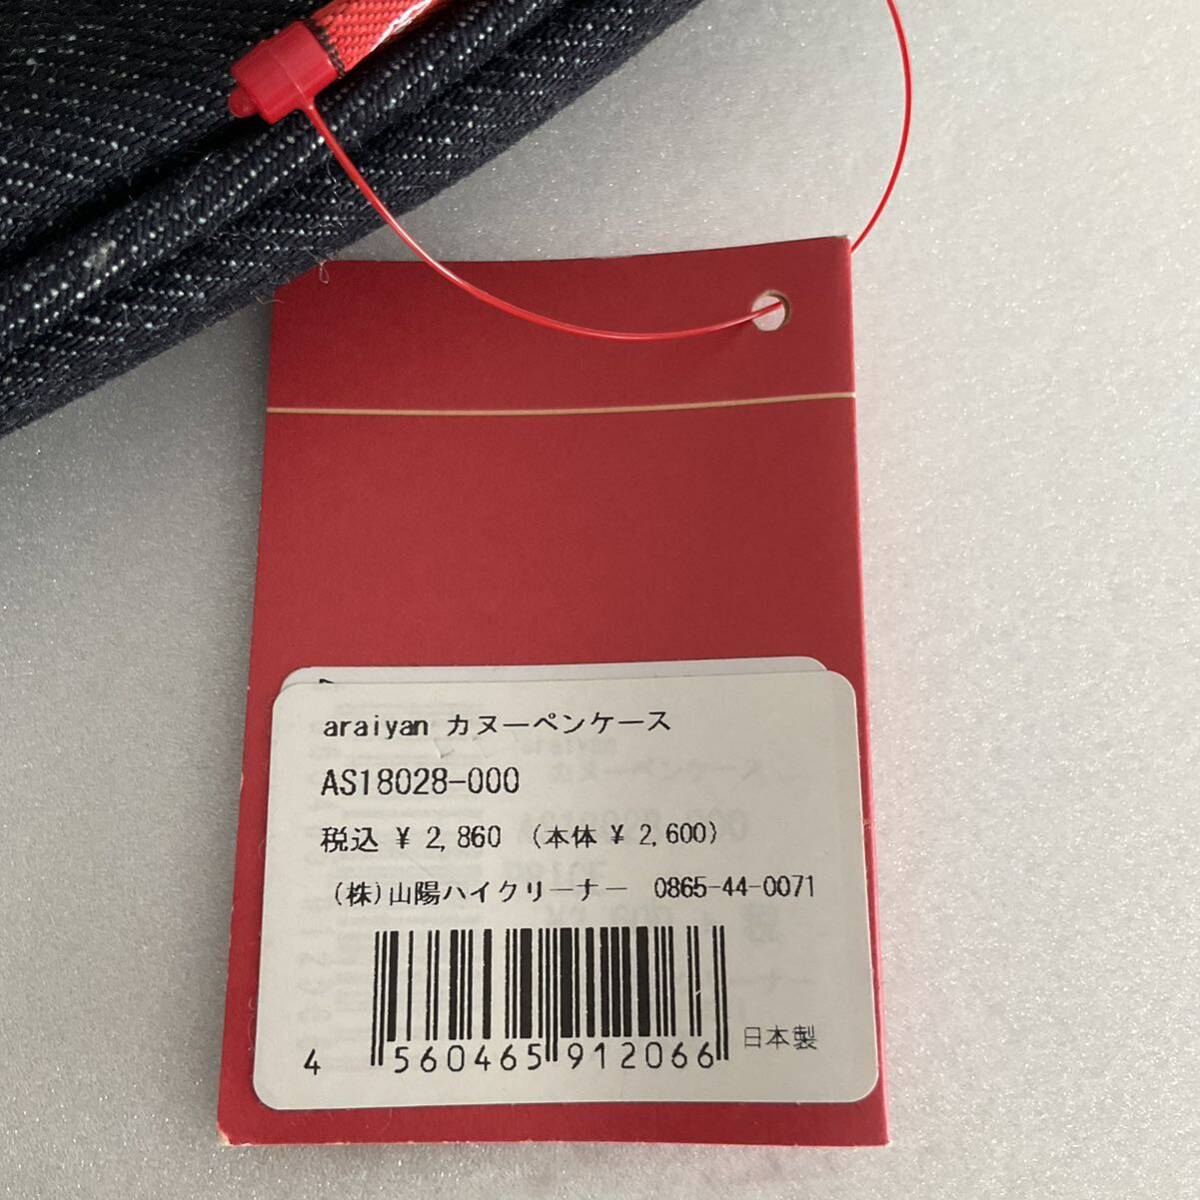 araiyan カヌーペンケース
AS18028-000
税込 ¥ 2,860 (本体 ¥ 2,600)
(株)山陽ハイクリーナー 0865-44-0071
4 560465 912066
日本製